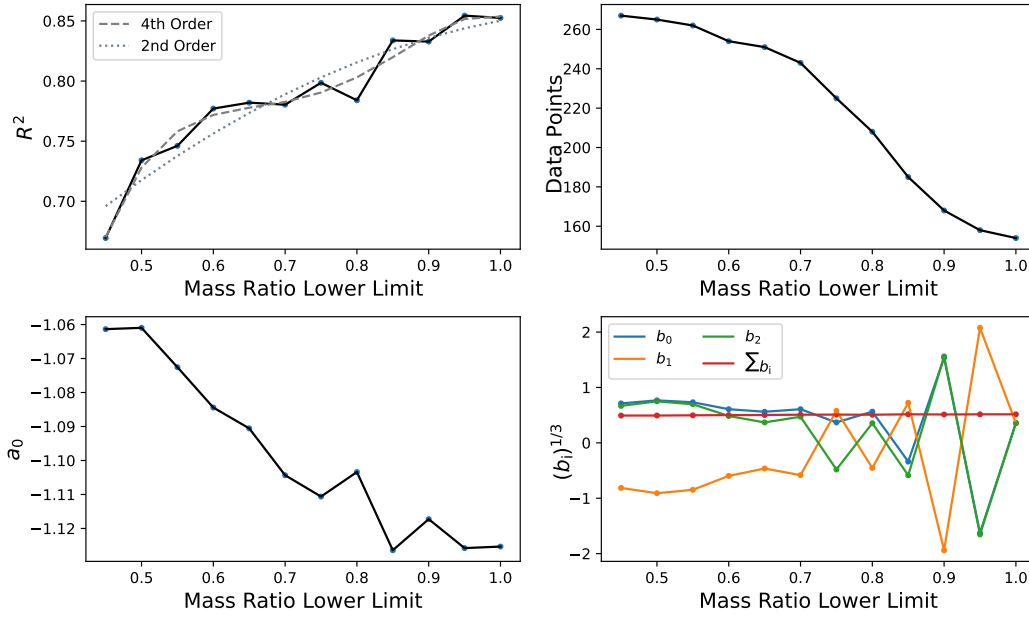 0.85
0.80
0.75
0.70
R²
4th Order
2nd Order
0.5 0.6 0.7 0.8 0.9 1.0
Mass Ratio Lower Limit
260
240
220
200
180
160
Data Points
0.5 0.6 0.7 0.8 0.9 1.0
Mass Ratio Lower Limit
−1.06
−1.07
−1.08
−1.09
−1.10
−1.11
−1.12
a₀
0.5 0.6 0.7 0.8 0.9 1.0
Mass Ratio Lower Limit
2
1
0
−1
−2
(bᵢ)^{1/3}
b₀ b₂
b₁ ∑bᵢ
0.5 0.6 0.7 0.8 0.9 1.0
Mass Ratio Lower Limit